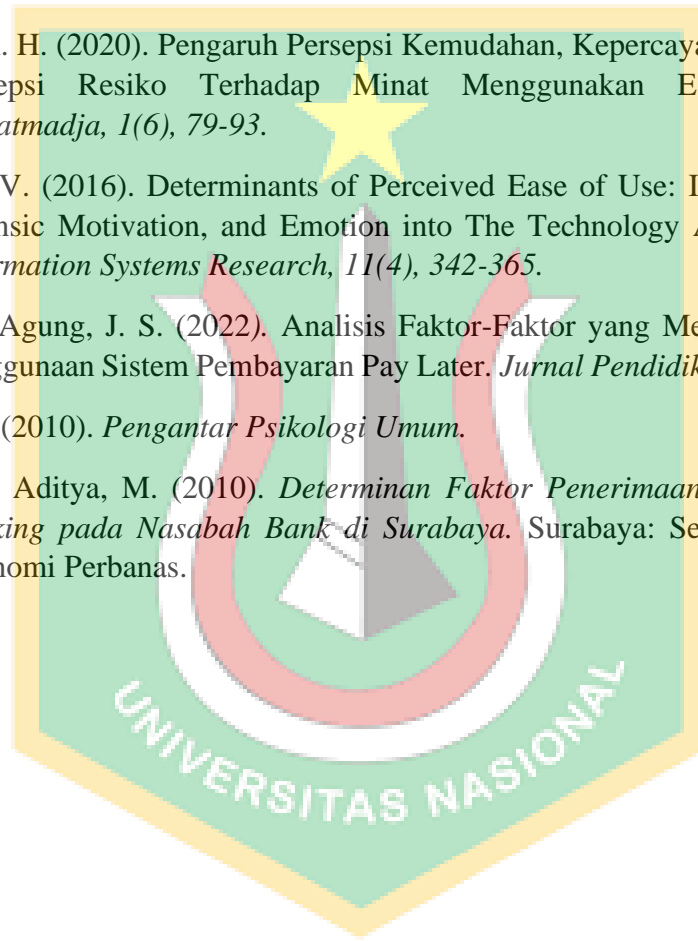 . H. (2020). Pengaruh Persepsi Kemudahan, Kepercaya
epsi Resiko Terhadap Minat Menggunakan E
atmadja, 1(6), 79-93.
V. (2016). Determinants of Perceived Ease of Use: I
nsic Motivation, and Emotion into The Technology A
rmation Systems Research, 11(4), 342-365.
Agung, J. S. (2022). Analisis Faktor-Faktor yang Me
ggunaan Sistem Pembayaran Pay Later. Jurnal Pendidik
(2010). Pengantar Psikologi Umum.
Aditya, M. (2010). Determinan Faktor Penerimaan
king pada Nasabah Bank di Surabaya. Surabaya: Se
nomi Perbanas.
UNIVERSITAS NASIONAL